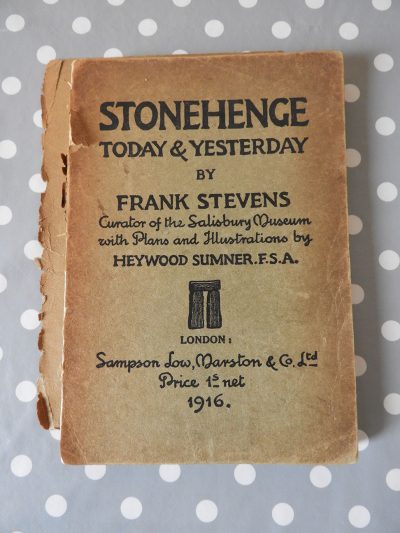 STONEHENGE
TODAY & YESTERDAY
BY
FRANK STEVENS
Curator of the Salisbury Museum
with Plans and Illustrations by
HEYWOOD SUMNER. F.S.A.
LONDON:
Sampson Low, Marston & Co. Ltd
Price 1s net
1916.